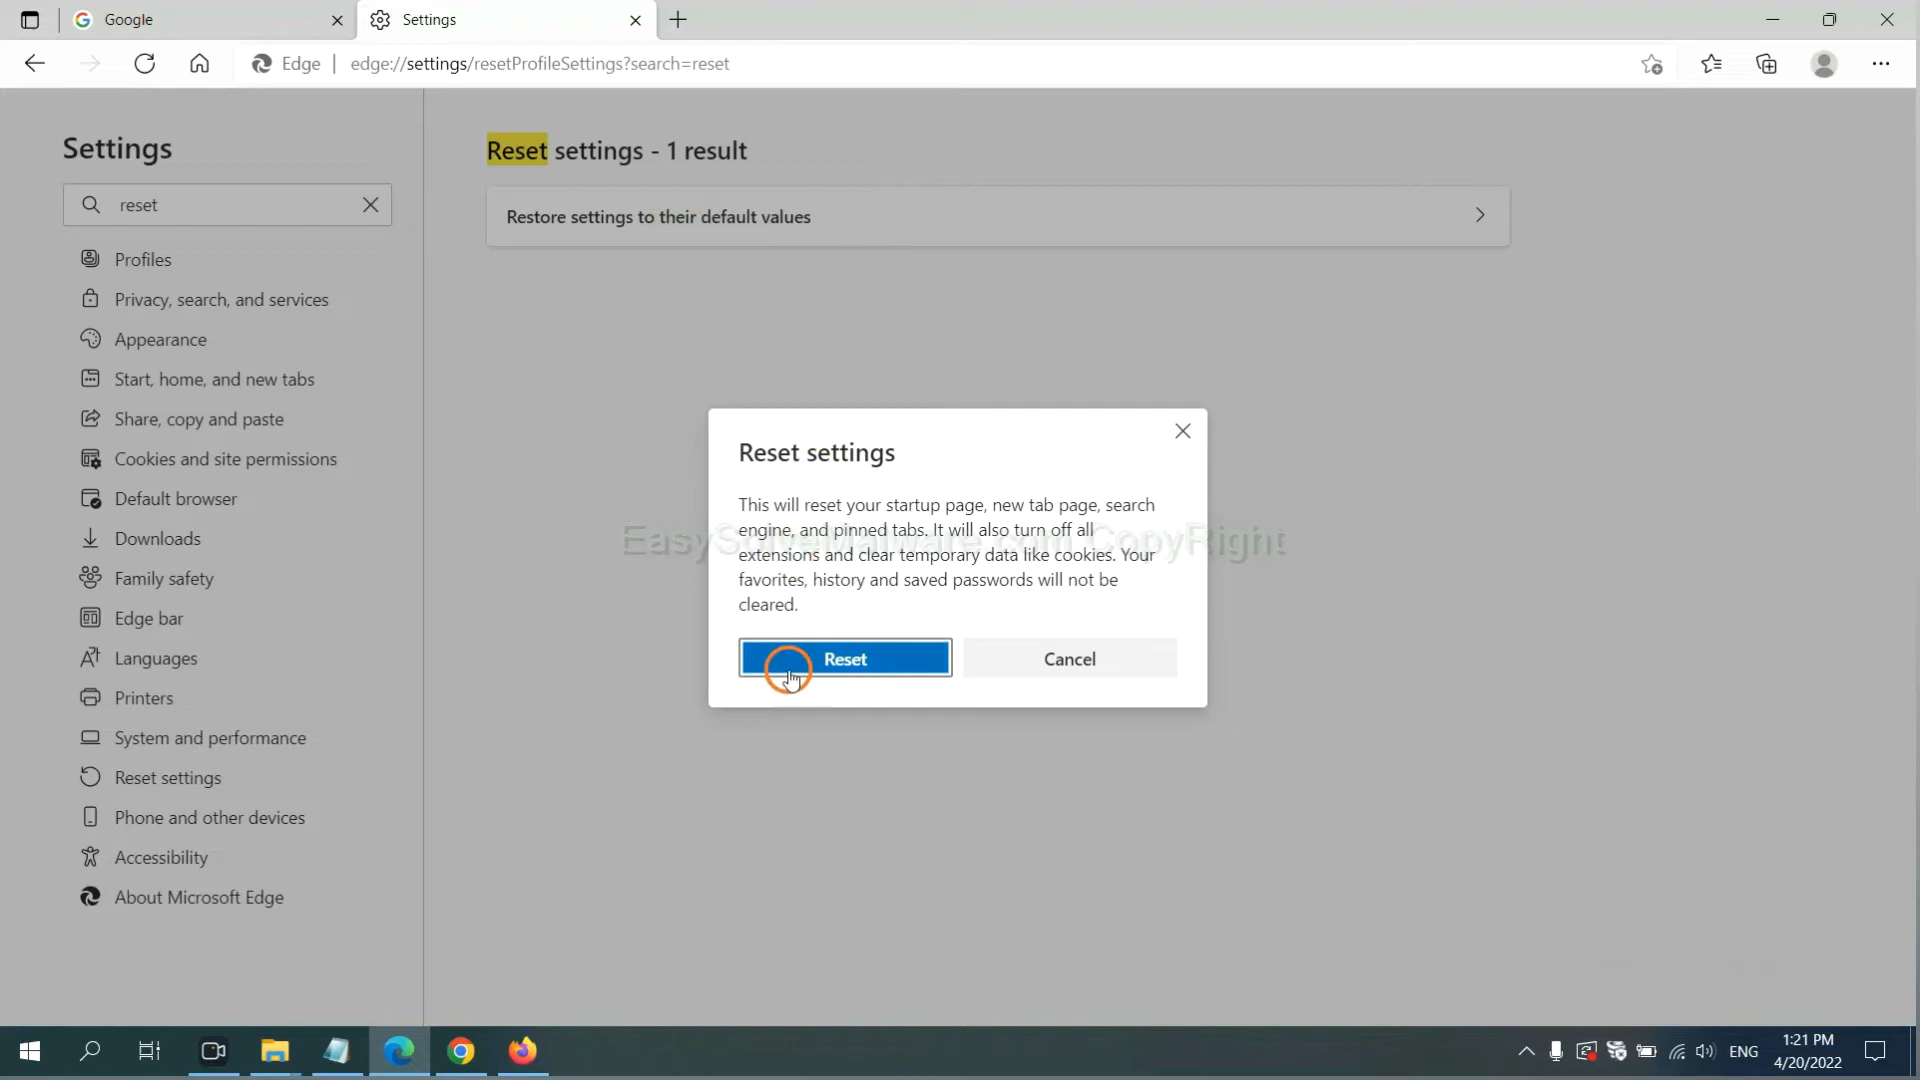 Google
Settings
Edge
edge://settings/resetProfileSettings?search=reset
Settings
reset
Profiles
Privacy, search, and services
Appearance
Start, home, and new tabs
Share, copy and paste
Cookies and site permissions
Default browser
Downloads
Family safety
Edge bar
Languages
Printers
System and performance
Reset settings
Phone and other devices
Accessibility
About Microsoft Edge
Reset settings - 1 result
Restore settings to their default values
Reset settings
This will reset your startup page, new tab page, search
engine, and pinned tabs. It will also turn off all
extensions and clear temporary data like cookies. Your
favorites, history and saved passwords will not be
cleared.
EasySolveMalware.com CopyRight
Reset
Cancel
ENG
1:21 PM
4/20/2022